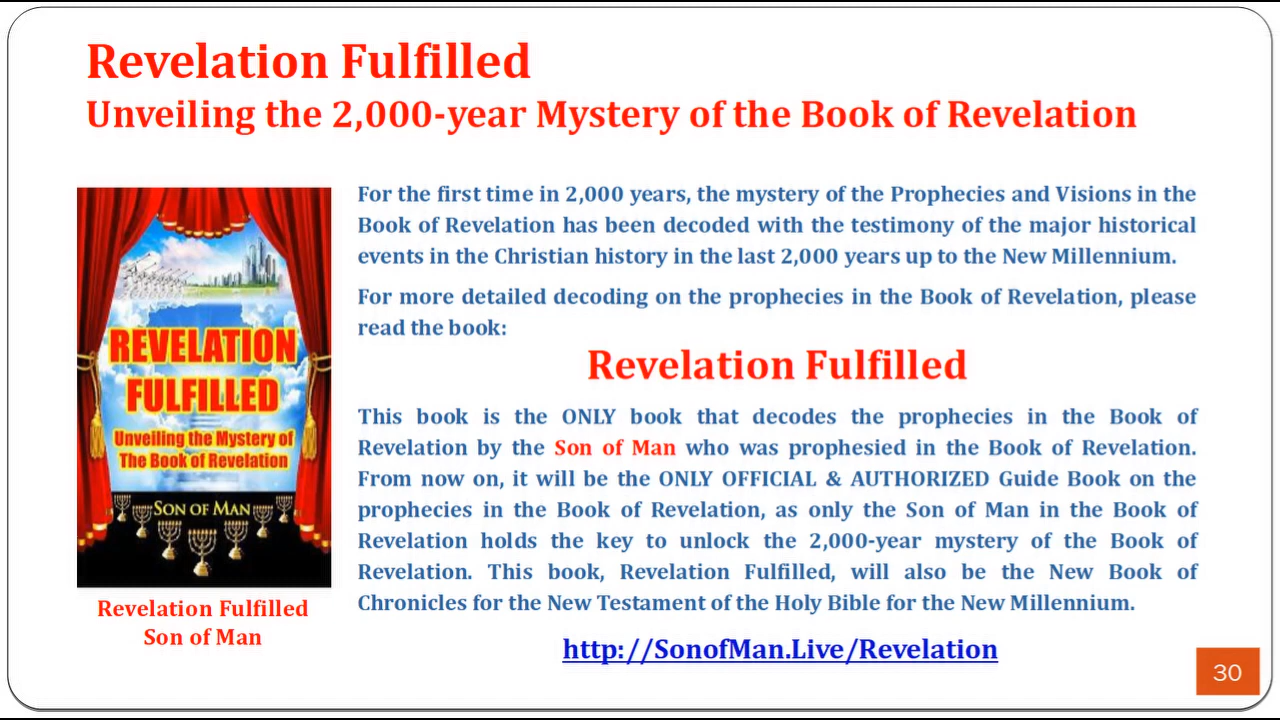 Revelation Fulfilled
Unveiling the 2,000-year Mystery of the Book of Revelation
REVELATION
FULFILLED
Unveiling the Mystery of
The Book of Revelation
SON OF MAN
Revelation Fulfilled
Son of Man
For the first time in 2,000 years, the mystery of the Prophecies and Visions in the
Book of Revelation has been decoded with the testimony of the major historical
events in the Christian history in the last 2,000 years up to the New Millennium.
For more detailed decoding on the prophecies in the Book of Revelation, please
read the book:
Revelation Fulfilled
This book is the ONLY book that decodes the prophecies in the Book of
Revelation by the Son of Man who was prophesied in the Book of Revelation.
From now on, it will be the ONLY OFFICIAL & AUTHORIZED Guide Book on the
prophecies in the Book of Revelation, as only the Son of Man in the Book of
Revelation holds the key to unlock the 2,000-year mystery of the Book of
Revelation. This book, Revelation Fulfilled, will also be the New Book of
Chronicles for the New Testament of the Holy Bible for the New Millennium.
http://SonofMan.Live/Revelation
30